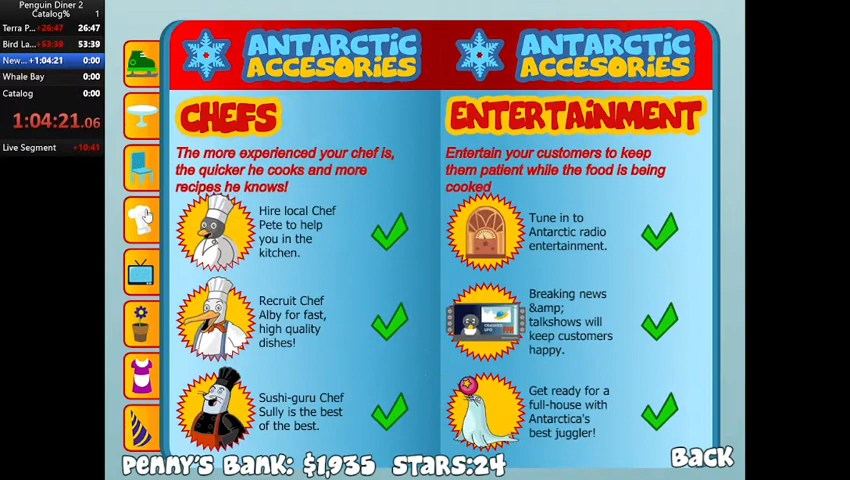 Penguin Diner 2
Catalog% 1
Terra P... +26:47 26:47
Bird La... +53:39 53:39
New... +1:04:21 0:00
Whale Bay 0:00
Catalog 0:00
1:04:21.06
Live Segment +10:41
ANTARCTIC
ACCESORIES
ANTARCTIC
ACCESORIES
CHEFS
The more experienced your chef is,
the quicker he cooks and more
recipes he knows!
Hire local Chef
Pete to help
you in the
kitchen.
Recruit Chef
Alby for fast,
high quality
dishes!
Sushi-guru Chef
Sully is the best
of the best.
ENTERTAINMENT
Entertain your customers to keep
them patient while the food is being
cooked
Tune in to
Antarctic radio
entertainment.
Breaking news
&amp;
talkshows will
keep customers
happy.
Get ready for a
full-house with
Antarctica's
best juggler!
PENNY'S BANK: $1,935 STARS:24
BACK